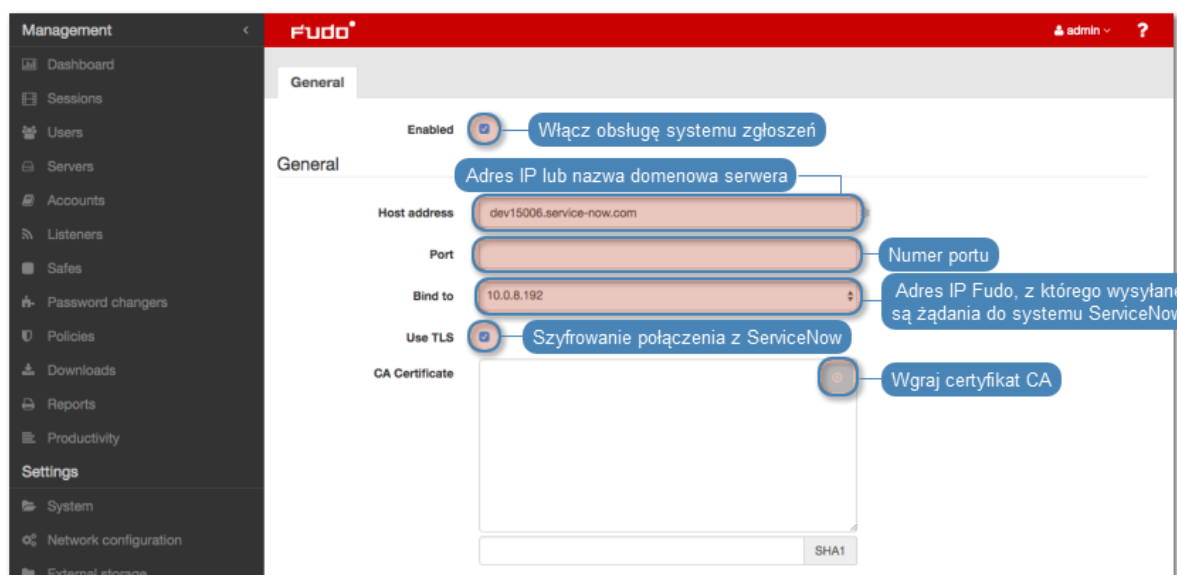 Management
Fudo
admin
?
Dashboard
Sessions
Users
Servers
Accounts
Listeners
Safes
Password changers
Policies
Downloads
Reports
Productivity
Settings
System
Network configuration
External storage
General
Enabled
Włącz obsługę systemu zgłoszeń
General
Adres IP lub nazwa domenowa serwera
Host address
dev15006.service-now.com
Port
Numer portu
Bind to
10.0.8.192
Adres IP Fudo, z którego wysyłane
są żądania do systemu ServiceNow
Use TLS
Szyfrowanie połączenia z ServiceNow
CA Certificate
Wgraj certyfikat CA
SHA1